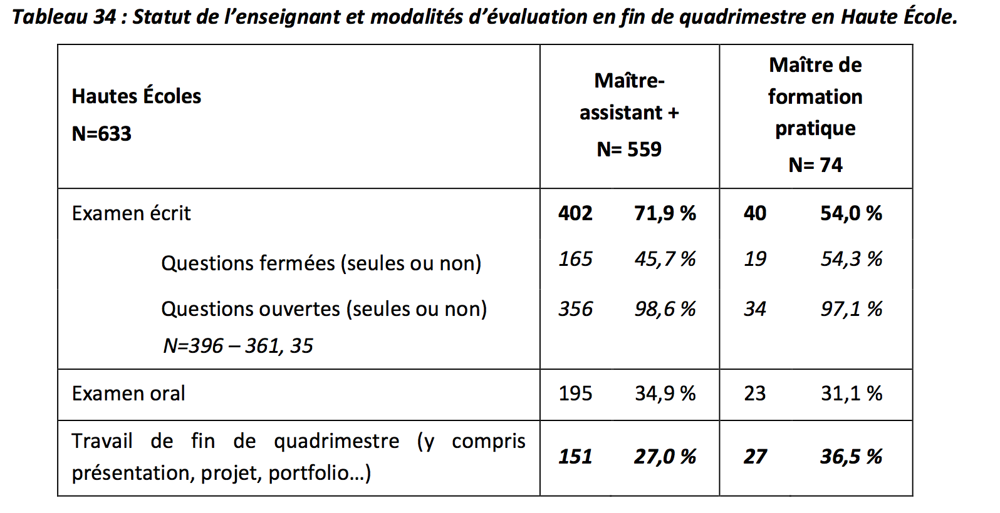 Tableau 34 : Statut de l’enseignant et modalités d’évaluation en fin de quadrimestre en Haute École.
Hautes Écoles
N=633
Maître-
assistant +
N= 559
Maître de
formation
pratique
N= 74
Examen écrit 402 71,9 % 40 54,0 %
Questions fermées (seules ou non) 165 45,7 % 19 54,3 %
Questions ouvertes (seules ou non) 356 98,6 % 34 97,1 %
N=396 – 361, 35
Examen oral 195 34,9 % 23 31,1 %
Travail de fin de quadrimestre (y compris
présentation, projet, portfolio…) 151 27,0 % 27 36,5 %